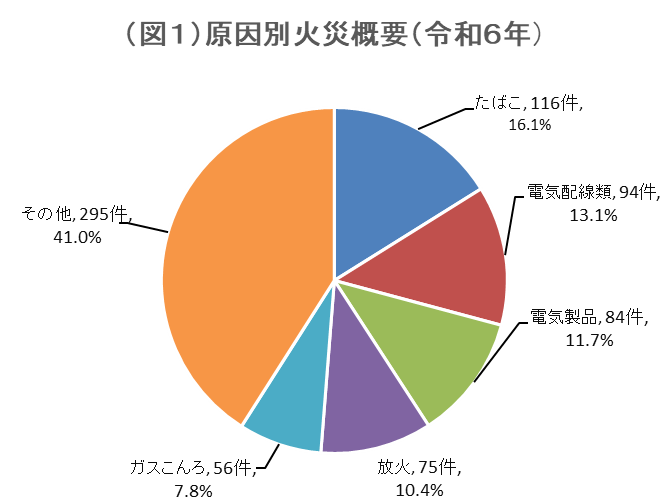 （図１）原因別火災概要（令和６年）
たばこ, 116件,
16.1%
電気配線類, 94件,
13.1%
電気製品, 84件,
11.7%
放火, 75件,
10.4%
ガスこんろ, 56件,
7.8%
その他, 295件,
41.0%